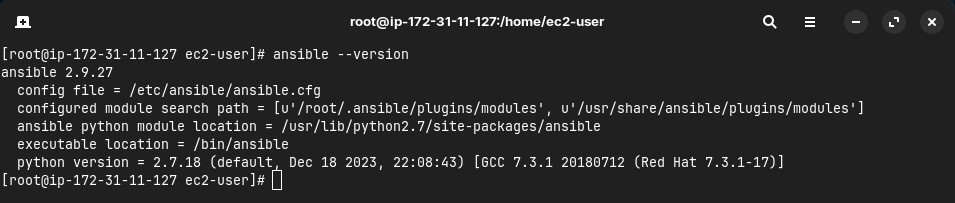 root@ip-172-31-11-127:/home/ec2-user
[root@ip-172-31-11-127 ec2-user]# ansible --version
ansible 2.9.27
  config file = /etc/ansible/ansible.cfg
  configured module search path = [u'/root/.ansible/plugins/modules', u'/usr/share/ansible/plugins/modules']
  ansible python module location = /usr/lib/python2.7/site-packages/ansible
  executable location = /bin/ansible
  python version = 2.7.18 (default, Dec 18 2023, 22:08:43) [GCC 7.3.1 20180712 (Red Hat 7.3.1-17)]
[root@ip-172-31-11-127 ec2-user]#